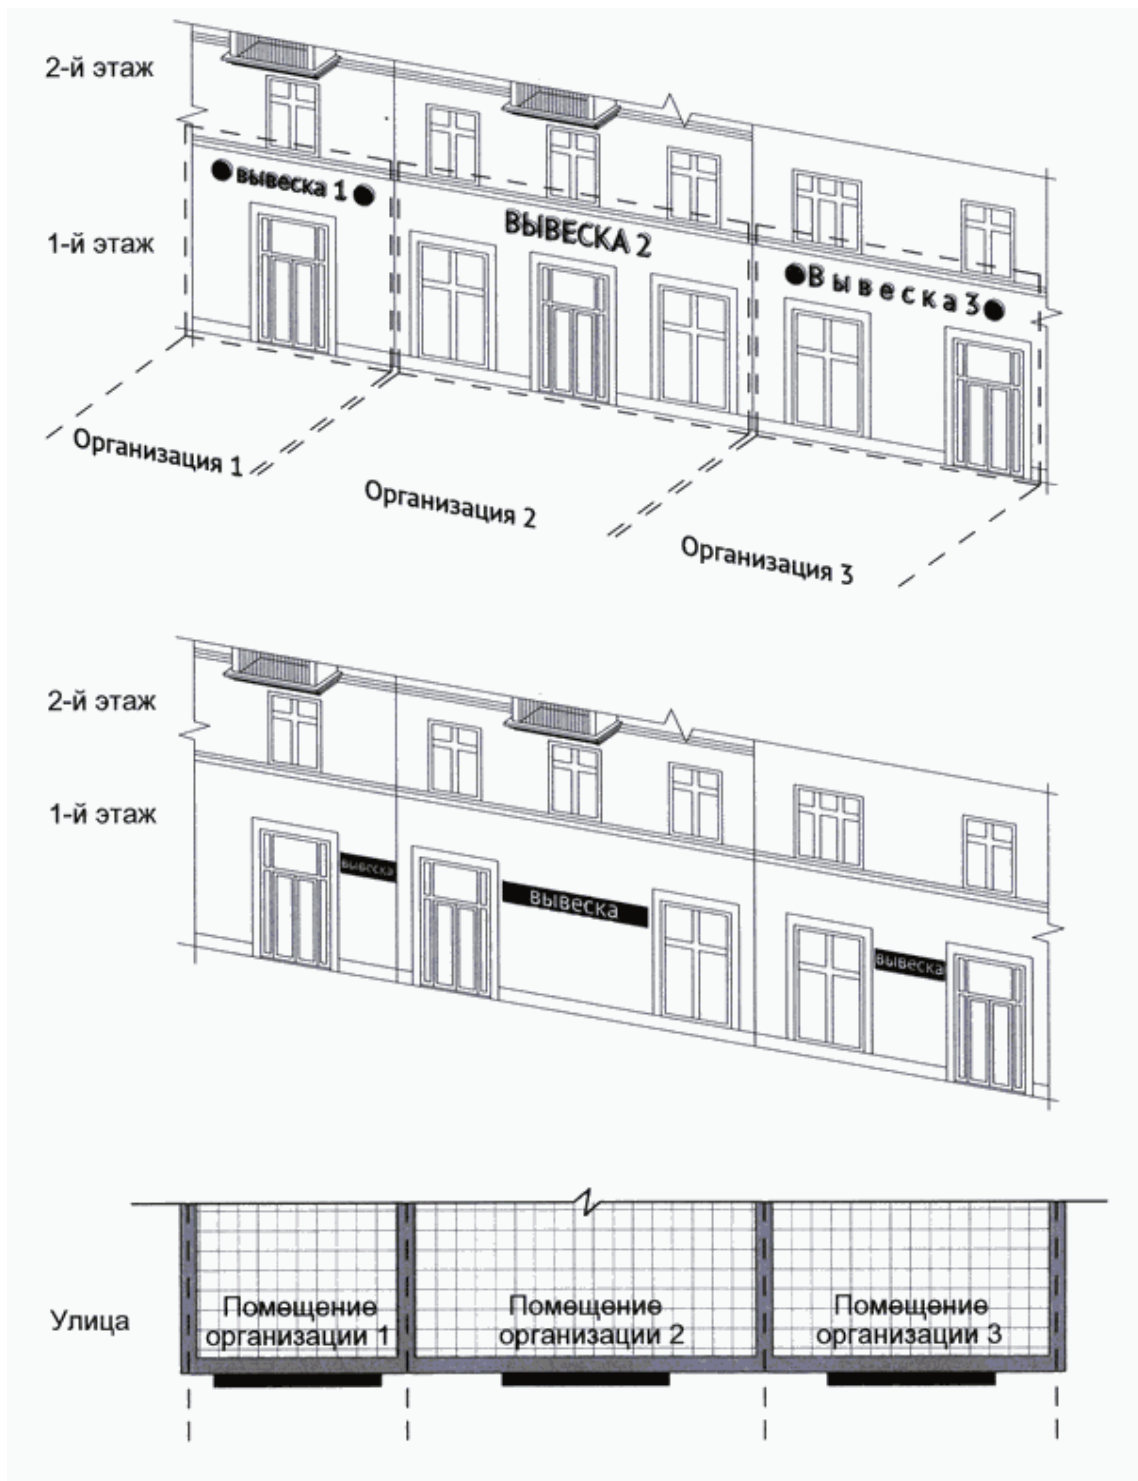 2-й этаж
вывеска 1
1-й этаж
ВЫВЕСКА 2
Вывеска 3
Организация 1
Организация 2
Организация 3
2-й этаж
1-й этаж
вывеска
вывеска
вывеска
Улица
Помещение
организации 1
Помещение
организации 2
Помещение
организации 3